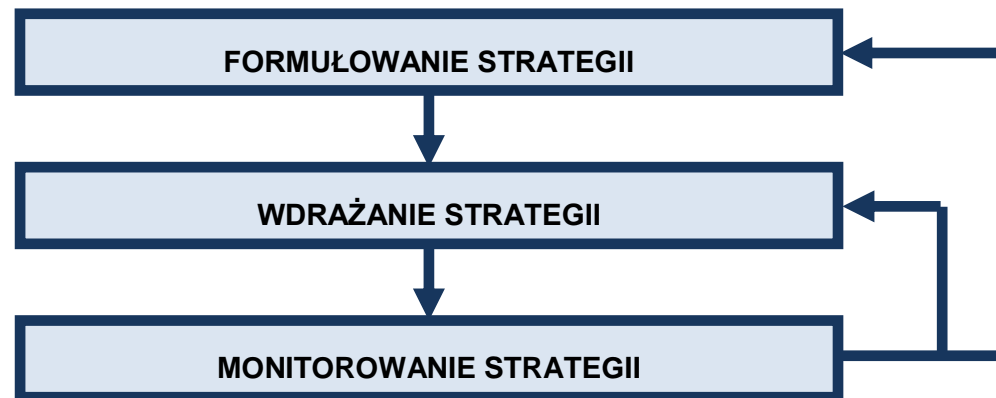 FORMUŁOWANIE STRATEGII
WDRAŻANIE STRATEGII
MONITOROWANIE STRATEGII